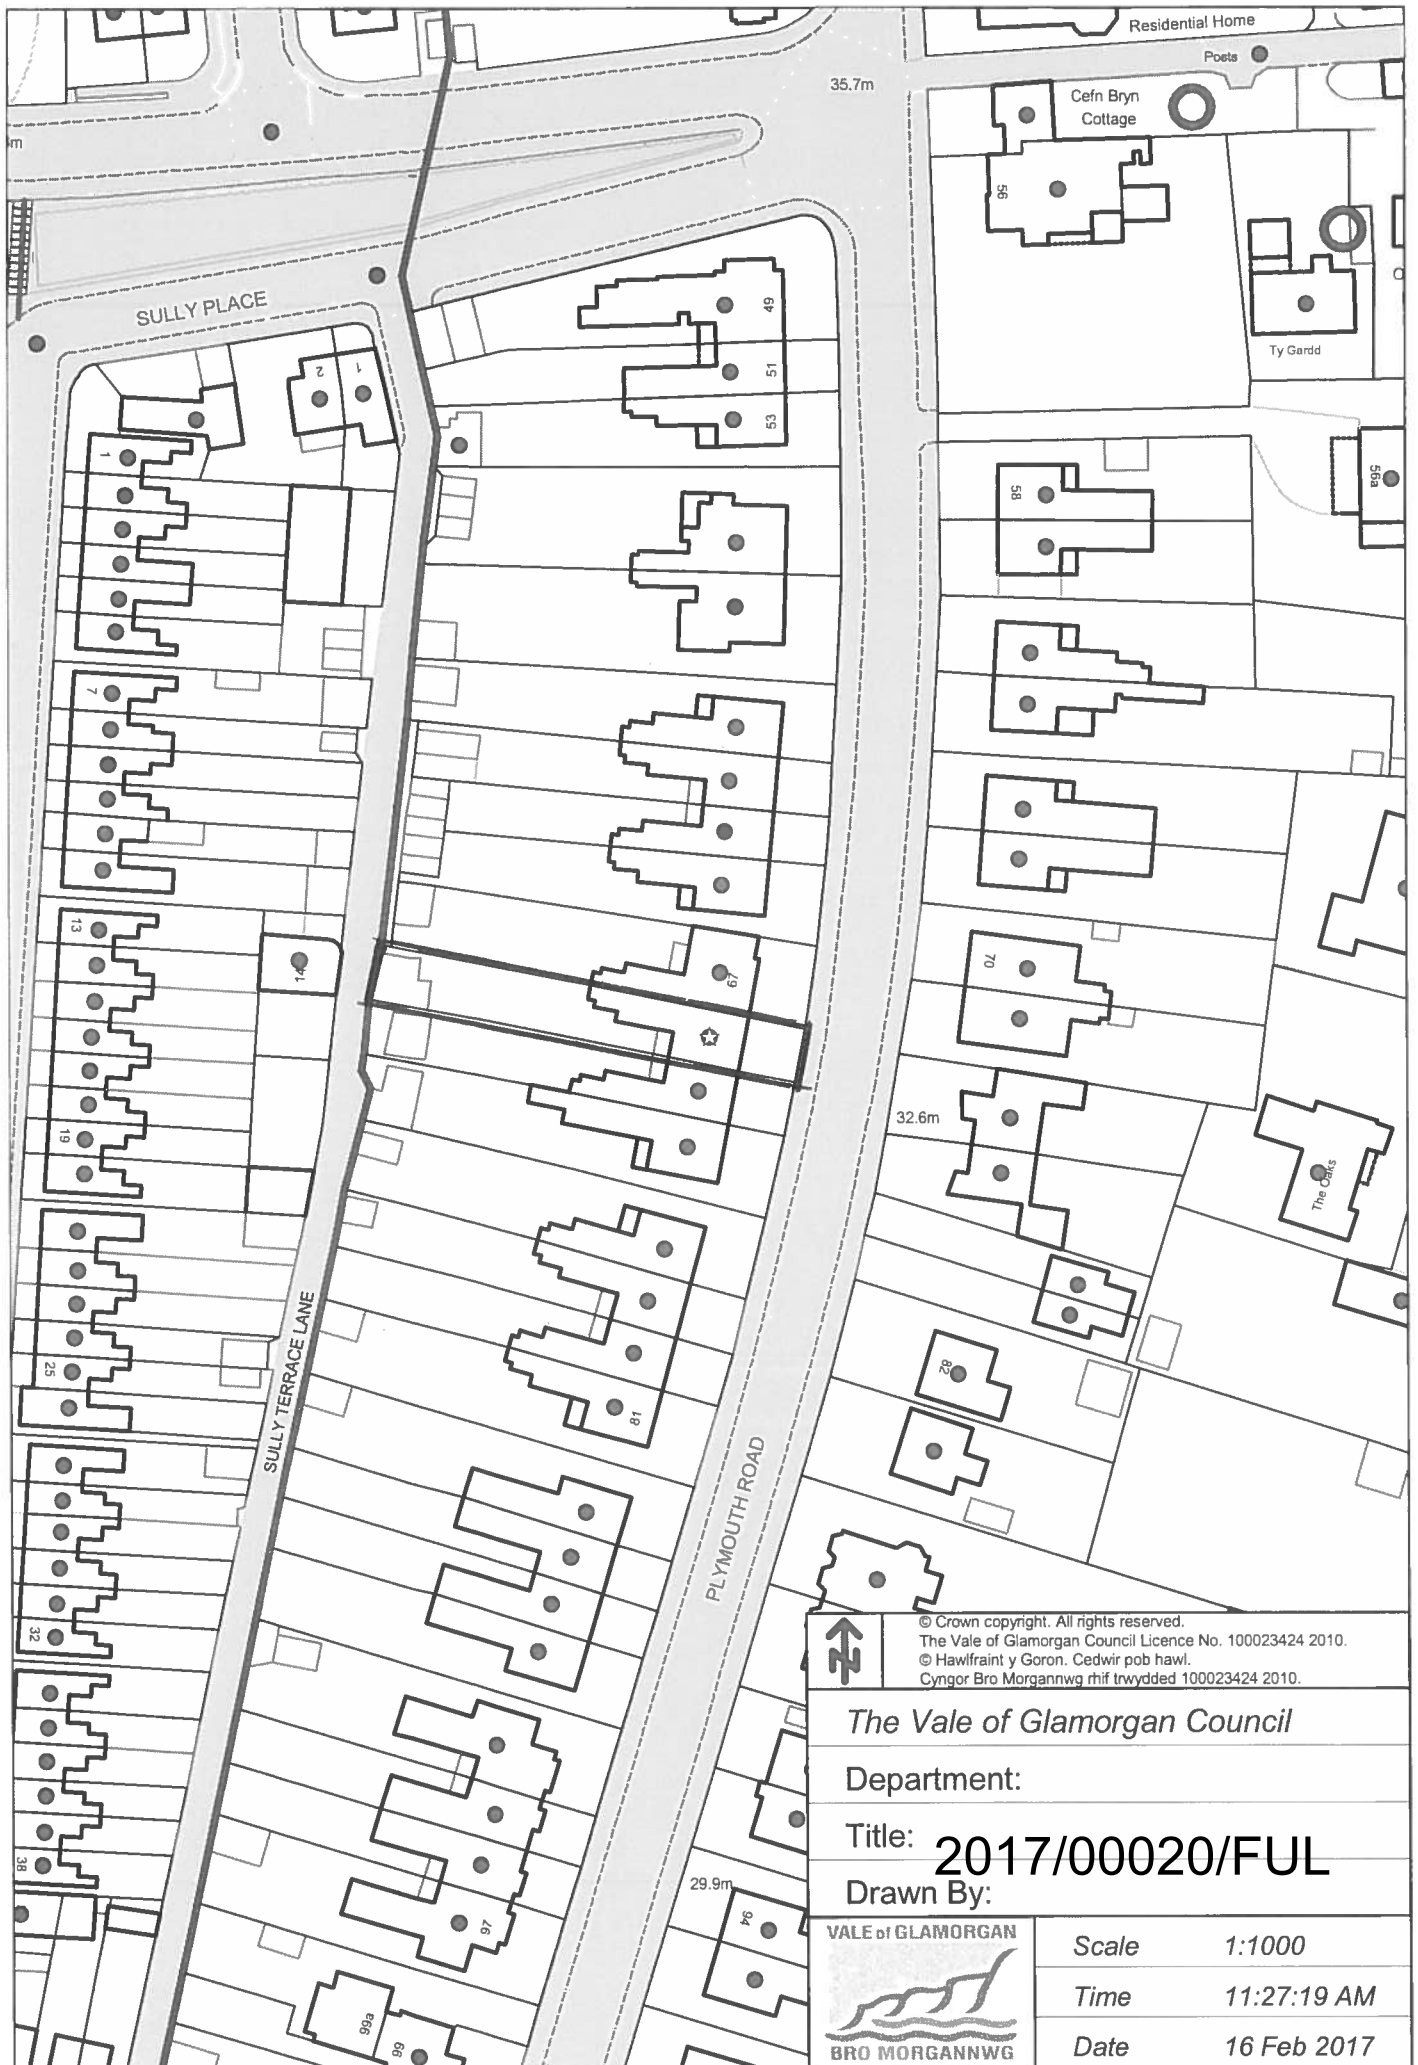 Residential Home
Posts
35.7m
Cefn Bryn
Cottage
m
56
SULLY PLACE
49
51
53
2
1
Ty Gardd
1
58
56a
7
13
14
67
70
19
32.6m
The Oaks
25
SULLY TERRACE LANE
82
81
PLYMOUTH ROAD
32
© Crown copyright. All rights reserved.
The Vale of Glamorgan Council Licence No. 100023424 2010.
© Hawlfraint y Goron. Cedwir pob hawl.
Cyngor Bro Morgannwg rhif trwydded 100023424 2010.
N
The Vale of Glamorgan Council
Department:
Title: 2017/00020/FUL
Drawn By:
38
29.9m
94
97
99a
99
VALE of GLAMORGAN
BRO MORGANNWG
Scale 1:1000
Time 11:27:19 AM
Date 16 Feb 2017